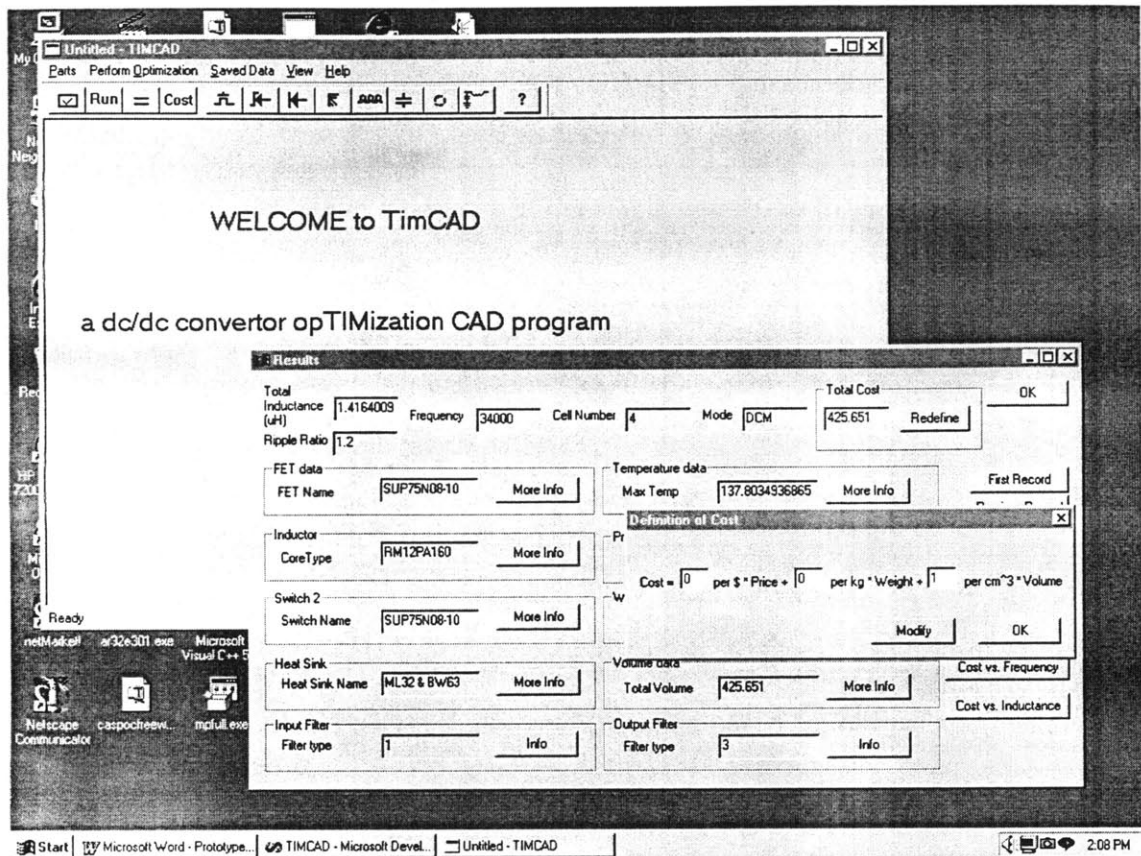 Untitled - TIMCAD
Parts Perform Optimization Saved Data View Help
Run Cost ?
WELCOME to TimCAD
a dc/dc convertor opTIMization CAD program
Results
Total Inductance (uH) 1.4164009 Frequency 34000 Cell Number 4 Mode DCM Total Cost 425.651 Redefine OK
Ripple Ratio 1.2
FET data
FET Name SUP75N08-10 More Info
Temperature data
Max Temp 137.8034936865 More Info
First Record
Inductor
CoreType RM12PA160 More Info
Pr
Definition of Cost
Cost = 0 per $ * Price + 0 per kg * Weight + 1 per cm^3 * Volume
Modify OK
Switch 2
Switch Name SUP75N08-10 More Info
W
Heat Sink
Heat Sink Name ML32 & BW63 More Info
Volume data
Total Volume 425.651 More Info
Cost vs. Frequency
Cost vs. Inductance
Input Filter
Filter type 1 Info
Output Filter
Filter type 3 Info
Ready
netMarket! ar32e301.exe Microsoft Visual C++ 5
Netscape Communicator caspocfreew... mpfull.exe
Start Microsoft Word - Prototype... TIMCAD - Microsoft Devel... Untitled - TIMCAD 2:08 PM